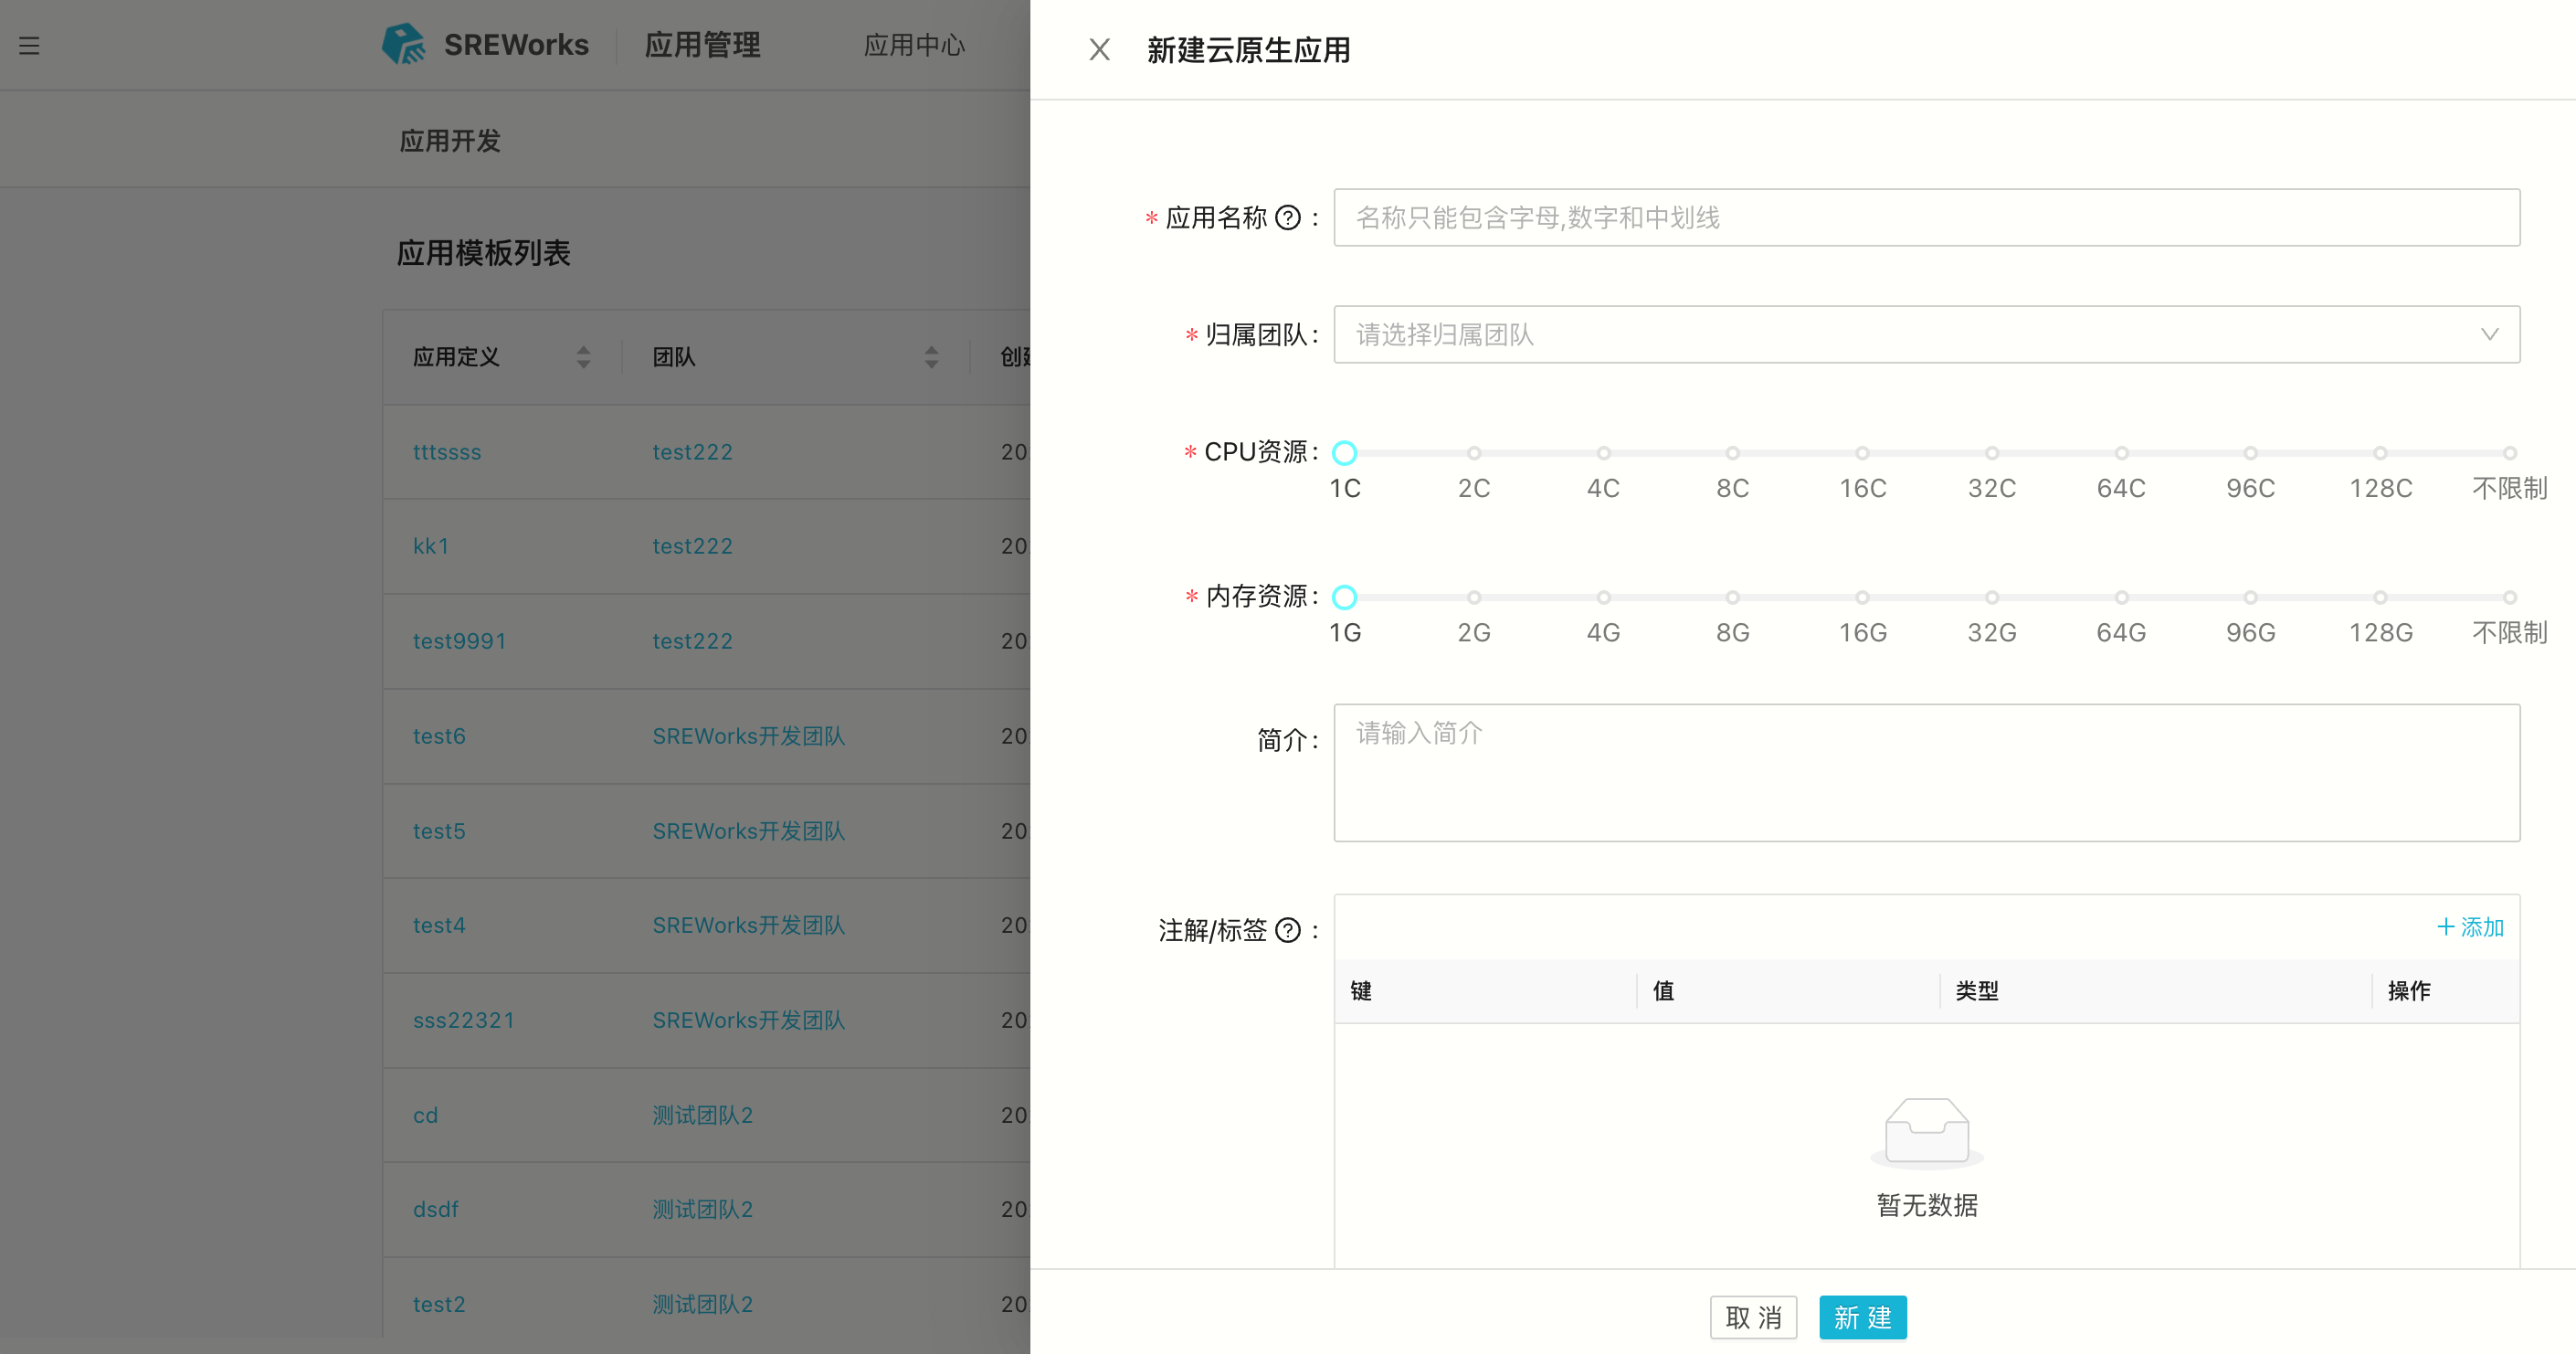 SREWorks 应用管理 应用中心
应用开发
应用模板列表
应用定义 团队
tttssss test222 20
kk1 test222 20
test9991 test222 20
test6 SREWorks开发团队 20
test5 SREWorks开发团队 20
test4 SREWorks开发团队 20
sss22321 SREWorks开发团队 20
cd 测试团队2 20
dsdf 测试团队2 20
test2 测试团队2 20
新建云原生应用
* 应用名称 ? : 名称只能包含字母,数字和中划线
* 归属团队: 请选择归属团队
* CPU资源:
1C 2C 4C 8C 16C 32C 64C 96C 128C 不限制
* 内存资源:
1G 2G 4G 8G 16G 32G 64G 96G 128G 不限制
简介: 请输入简介
注解/标签 ? : + 添加
键 值 类型 操作
暂无数据
取 消 新 建